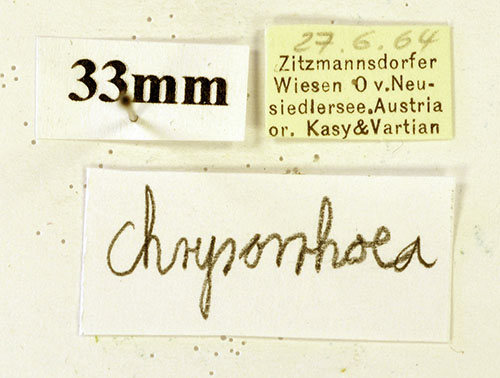 33mm
27.6.64
Zitzmannsdorfer
Wiesen O v.Neu-
siedlersee.Austria
or. Kasy&Vartian
chrysorrhoea